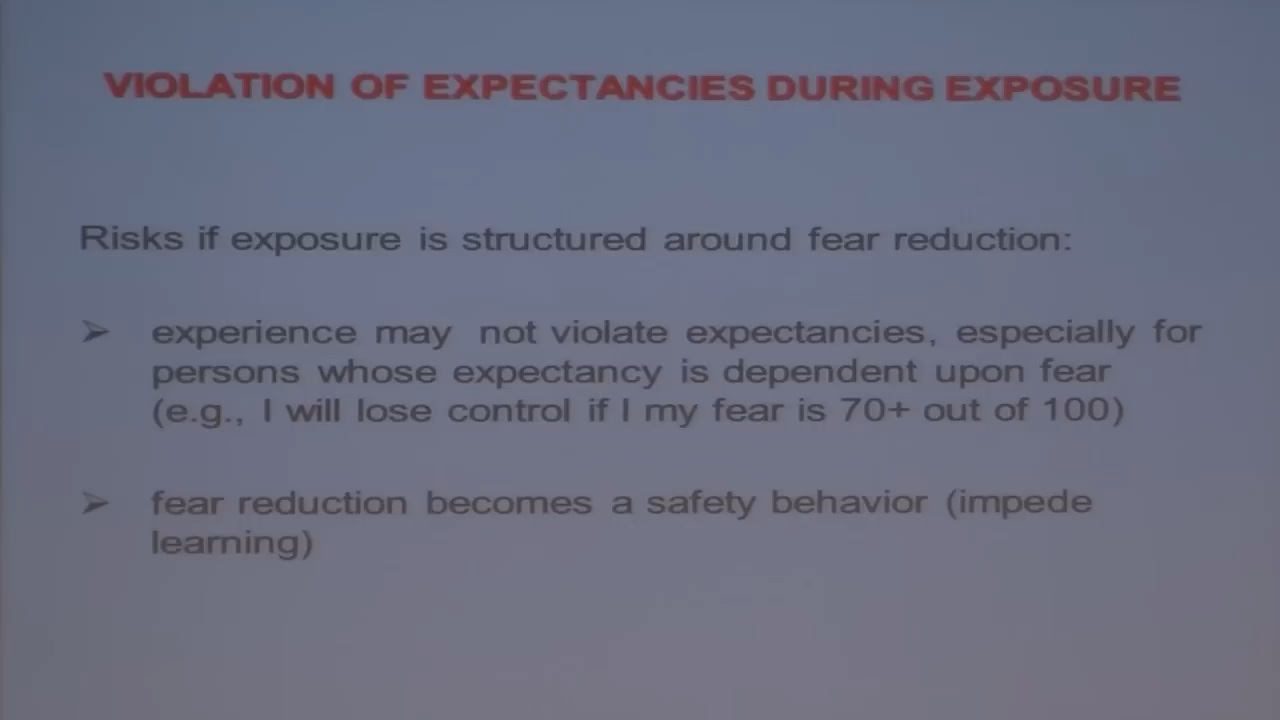 VIOLATION OF EXPECTANCIES DURING EXPOSURE
Risks if exposure is structured around fear reduction:
➢ experience may not violate expectancies, especially for
persons whose expectancy is dependent upon fear
(e.g., I will lose control if I my fear is 70+ out of 100)
➢ fear reduction becomes a safety behavior (impede
learning)